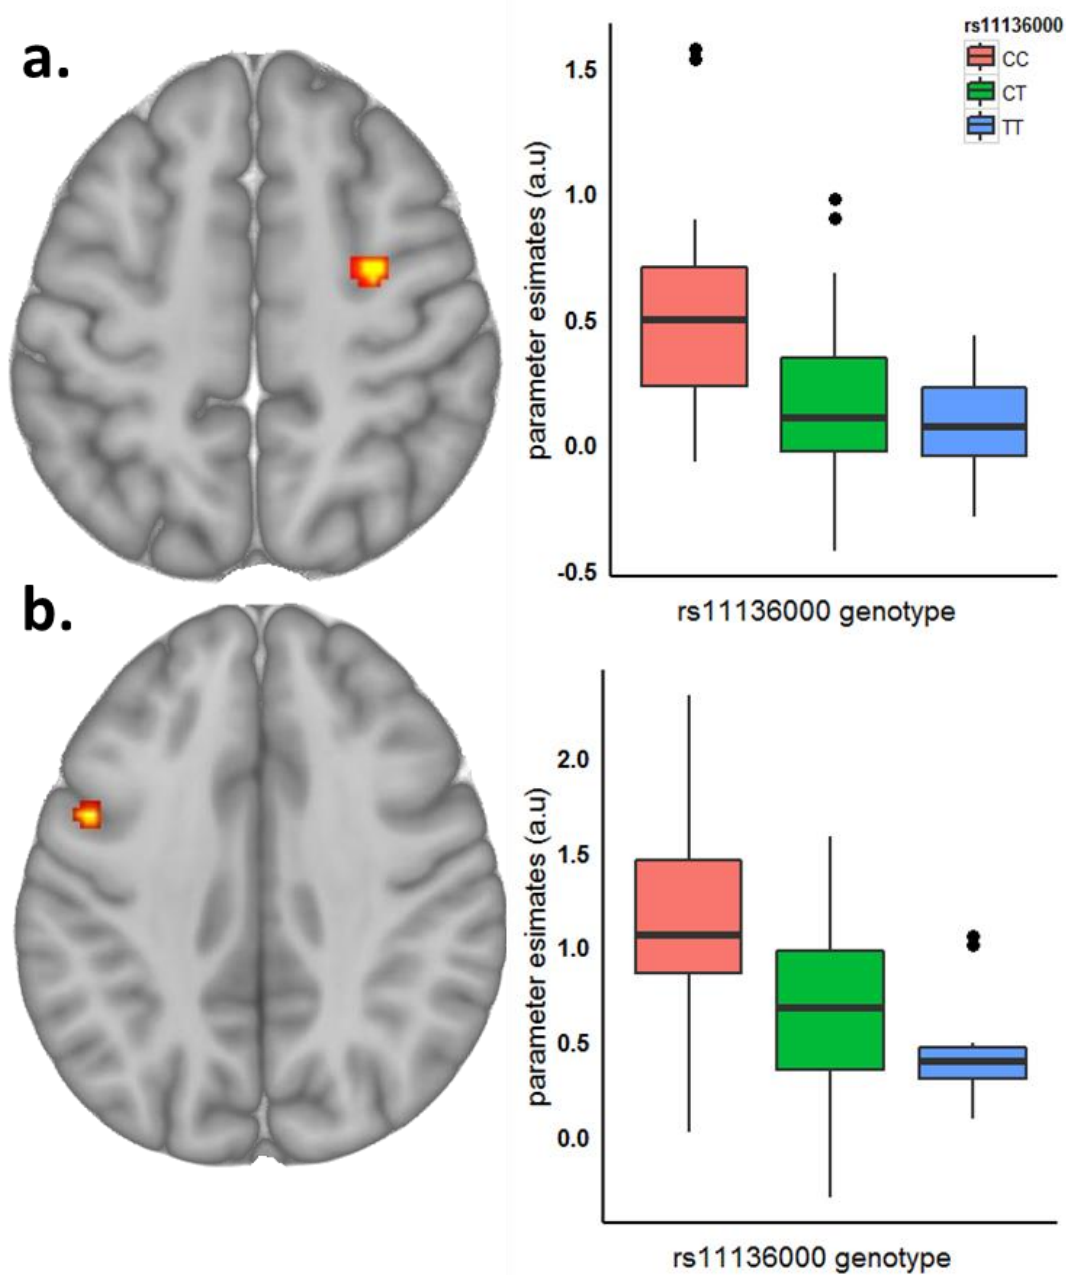 a.
rs11136000
CC
CT
TT
parameter esimates (a.u)
1.5
1.0
0.5
0.0
-0.5
rs11136000 genotype
b.
parameter esimates (a.u)
2.0
1.5
1.0
0.5
0.0
rs11136000 genotype